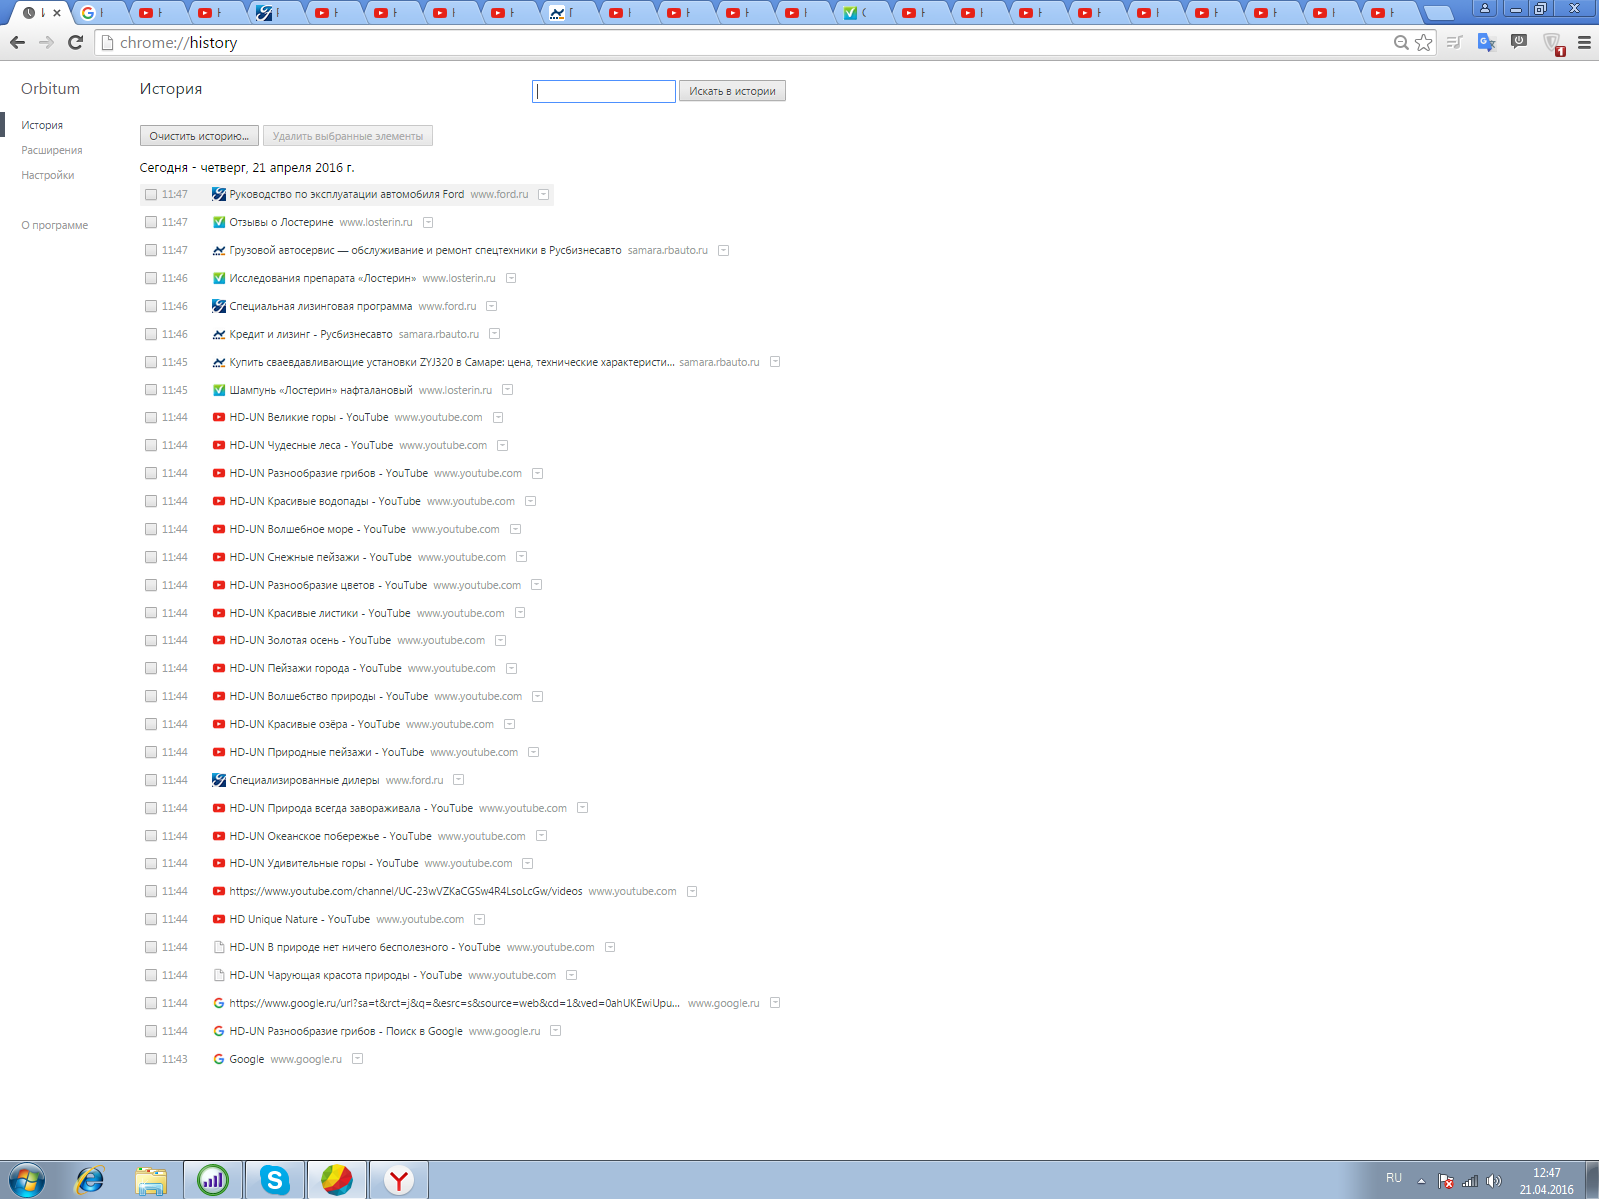 chrome://history
1
Orbitum
История
Искать в истории
История
Расширения
Настройки
О программе
Очистить историю...
Удалить выбранные элементы
Сегодня - четверг, 21 апреля 2016 г.
11:47 Руководство по эксплуатации автомобиля Ford www.ford.ru
11:47 Отзывы о Лостерине www.losterin.ru
11:47 Грузовой автосервис — обслуживание и ремонт спецтехники в Русбизнесавто samara.rbauto.ru
11:46 Исследования препарата «Лостерин» www.losterin.ru
11:46 Специальная лизинговая программа www.ford.ru
11:46 Кредит и лизинг - Русбизнесавто samara.rbauto.ru
11:45 Купить сваевдавливающие установки ZYJ320 в Самаре: цена, технические характеристи... samara.rbauto.ru
11:45 Шампунь «Лостерин» нафталановый www.losterin.ru
11:44 HD-UN Великие горы - YouTube www.youtube.com
11:44 HD-UN Чудесные леса - YouTube www.youtube.com
11:44 HD-UN Разнообразие грибов - YouTube www.youtube.com
11:44 HD-UN Красивые водопады - YouTube www.youtube.com
11:44 HD-UN Волшебное море - YouTube www.youtube.com
11:44 HD-UN Снежные пейзажи - YouTube www.youtube.com
11:44 HD-UN Разнообразие цветов - YouTube www.youtube.com
11:44 HD-UN Красивые листики - YouTube www.youtube.com
11:44 HD-UN Золотая осень - YouTube www.youtube.com
11:44 HD-UN Пейзажи города - YouTube www.youtube.com
11:44 HD-UN Волшебство природы - YouTube www.youtube.com
11:44 HD-UN Красивые озёра - YouTube www.youtube.com
11:44 HD-UN Природные пейзажи - YouTube www.youtube.com
11:44 Специализированные дилеры www.ford.ru
11:44 HD-UN Природа всегда завораживала - YouTube www.youtube.com
11:44 HD-UN Океанское побережье - YouTube www.youtube.com
11:44 HD-UN Удивительные горы - YouTube www.youtube.com
11:44 https://www.youtube.com/channel/UC-23wVZKaCGSw4R4LsoLcGw/videos www.youtube.com
11:44 HD Unique Nature - YouTube www.youtube.com
11:44 HD-UN В природе нет ничего бесполезного - YouTube www.youtube.com
11:44 HD-UN Чарующая красота природы - YouTube www.youtube.com
11:44 https://www.google.ru/url?sa=t&rct=j&q=&esrc=s&source=web&cd=1&ved=0ahUKEwiUpu... www.google.ru
11:44 HD-UN Разнообразие грибов - Поиск в Google www.google.ru
11:43 Google www.google.ru
RU
12:47
21.04.2016